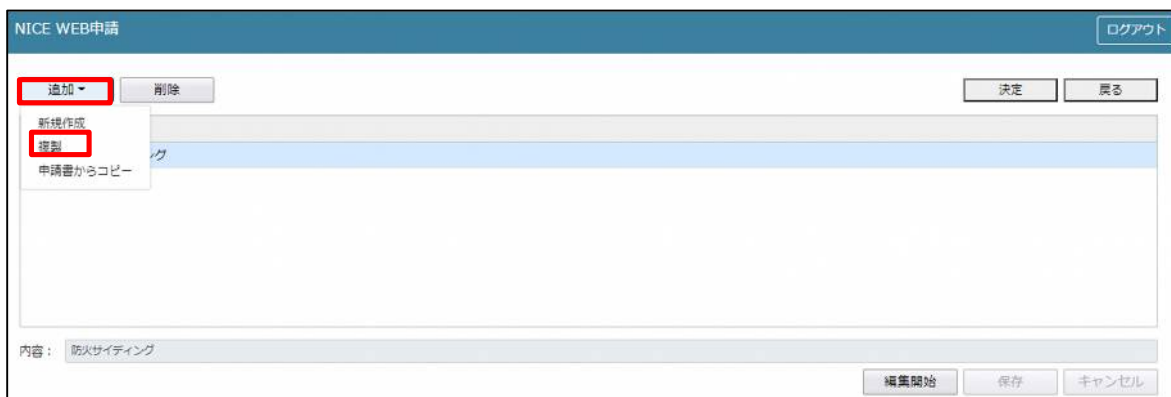 NICE WEB申請
ログアウト
追加
削除
決定
戻る
新規作成
複製
ング
申請書からコピー
内容：
防火サイディング
編集開始
保存
キャンセル